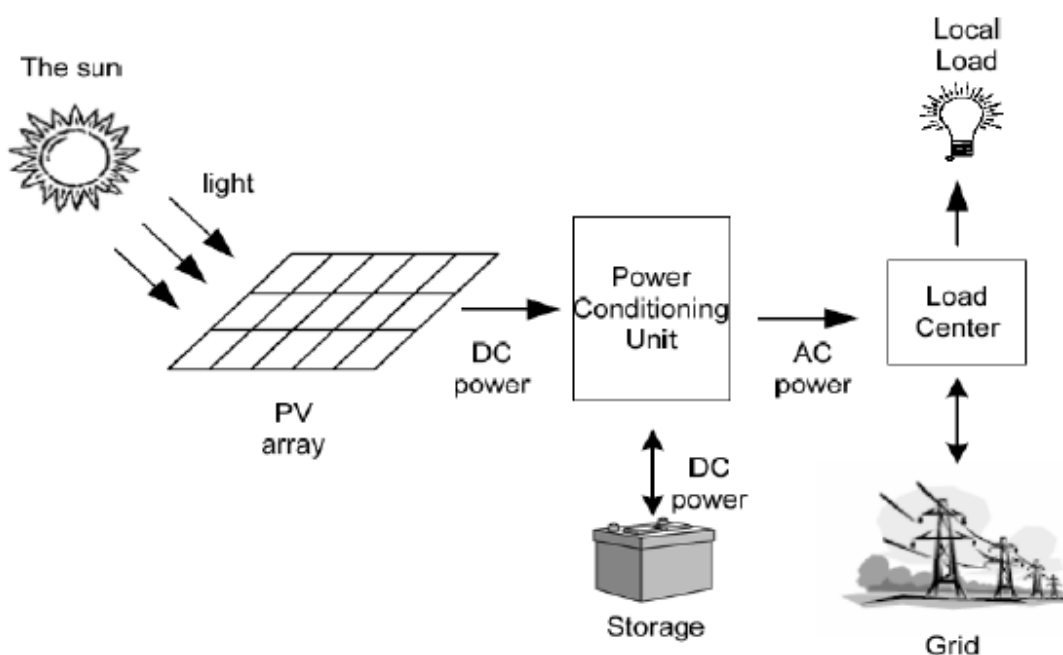 The sun
light
PV
array
DC
power
Power
Conditioning
Unit
DC
power
Storage
AC
power
Local
Load
Load
Center
Grid